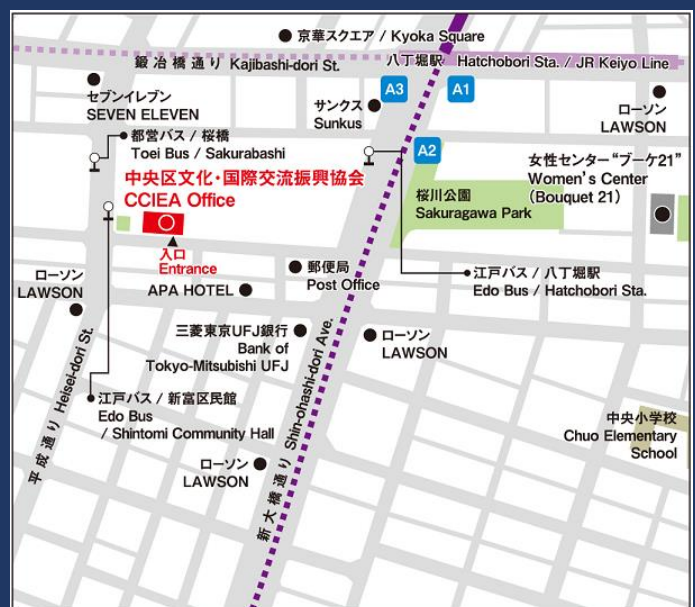 京華スクエア / Kyoka Square
鍛冶橋通り Kajibashi-dori St.
八丁堀駅 Hatchobori Sta. / JR Keiyo Line
A3
A1
セブンイレブン
SEVEN ELEVEN
サンクス
Sunkus
ローソン
LAWSON
都営バス / 桜橋
Toei Bus / Sakurabashi
A2
女性センター“ブーケ21”
Women's Center
(Bouquet 21)
中央区文化・国際交流振興協会
CCIEA Office
桜川公園
Sakuragawa Park
入口
Entrance
ローソン
LAWSON
郵便局
Post Office
江戸バス / 八丁堀駅
Edo Bus / Hatchobori Sta.
APA HOTEL
三菱東京UFJ銀行
Bank of
Tokyo-Mitsubishi UFJ
ローソン
LAWSON
江戸バス / 新富区民館
Edo Bus
/ Shintomi Community Hall
中央小学校
Chuo Elementary
School
ローソン
LAWSON
平成通り Heisei-dori St.
新大橋通り Shin-ohashi-dori Ave.